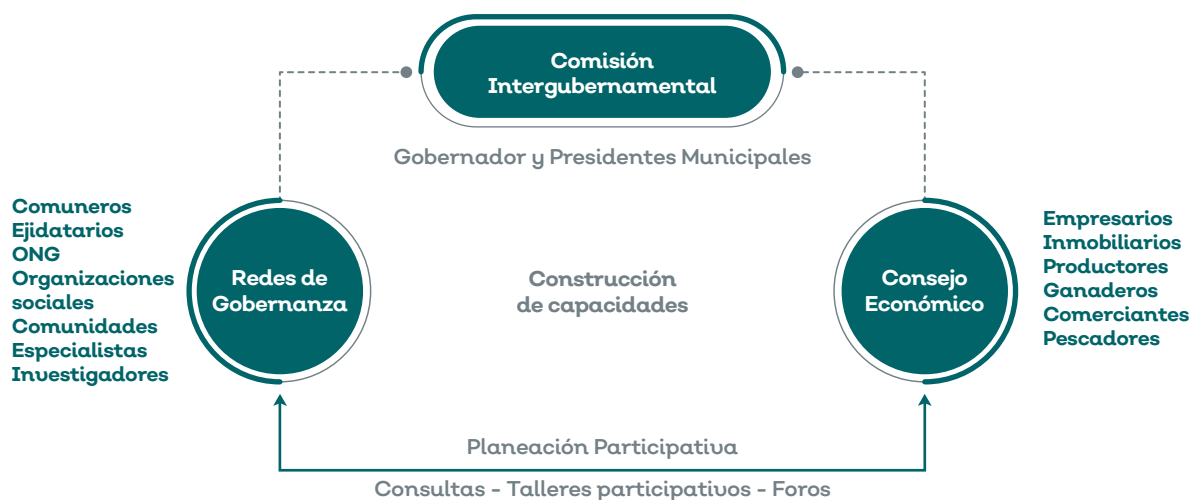 Comisión
Intergubernamental
Gobernador y Presidentes Municipales
Comuneros
Ejidatarios
ONG
Organizaciones
sociales
Comunidades
Especialistas
Investigadores
Redes de
Gobernanza
Construcción
de capacidades
Consejo
Económico
Empresarios
Inmobiliarios
Productores
Ganaderos
Comerciantes
Pescadores
Planeación Participativa
Consultas - Talleres participativos - Foros